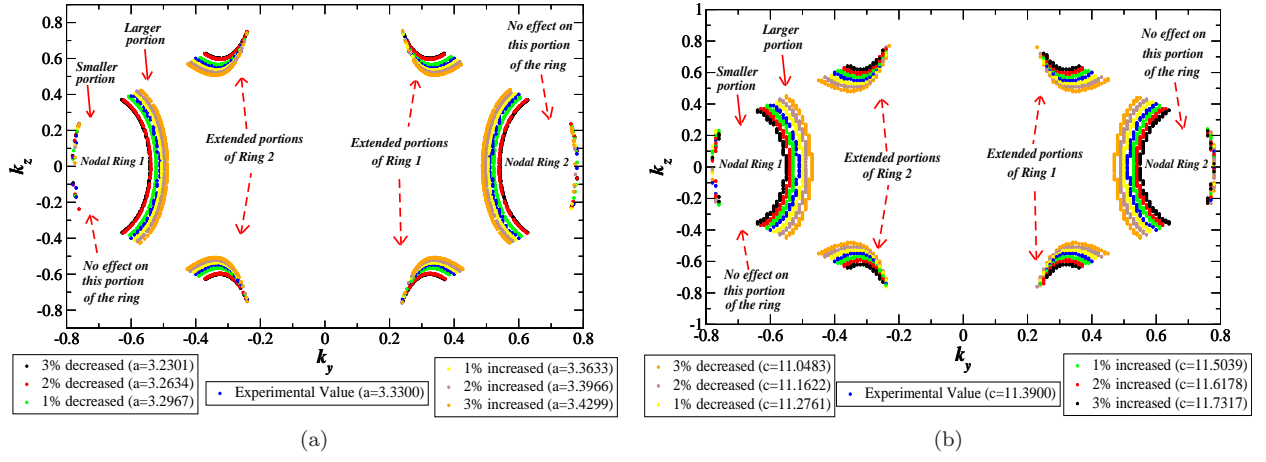 0.8
0.6
0.4
0.2
0
-0.2
-0.4
-0.6
-0.8
k_z
Larger
portion
Smaller
portion
No effect on
this portion
of the ring
Nodal Ring 1
Extended portions
of Ring 2
Extended portions
of Ring 1
Nodal Ring 2
No effect on
this portion
of the ring
-0.8 -0.6 -0.4 -0.2 0 0.2 0.4 0.6 0.8
k_y
3% decreased (a=3.2301)
2% decreased (a=3.2634)
1% decreased (a=3.2967)
Experimental Value (a=3.3300)
1% increased (a=3.3633)
2% increased (a=3.3966)
3% increased (a=3.4299)
(a)
1
0.8
0.6
0.4
0.2
0
-0.2
-0.4
-0.6
-0.8
-1
k_z
Larger
portion
Smaller
portion
No effect on
this portion
of the ring
Nodal Ring 1
Extended portions
of Ring 2
Extended portions
of Ring 1
Nodal Ring 2
No effect on
this portion
of the ring
-0.8 -0.6 -0.4 -0.2 0 0.2 0.4 0.6 0.8
k_y
3% decreased (c=11.0483)
2% decreased (c=11.1622)
1% decreased (c=11.2761)
Experimental Value (c=11.3900)
1% increased (c=11.5039)
2% increased (c=11.6178)
3% increased (c=11.7317)
(b)